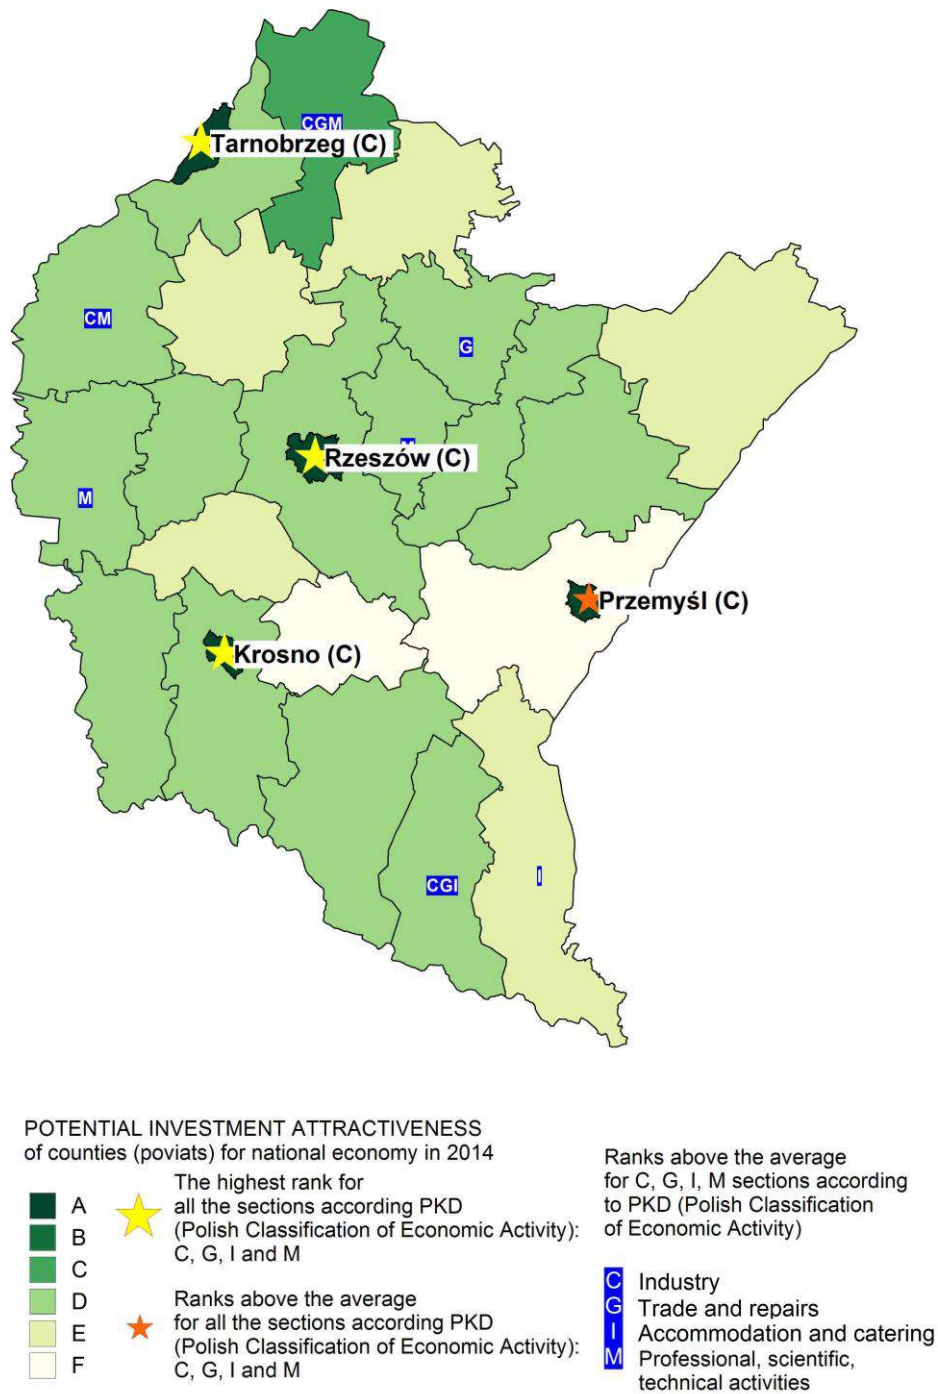 CGM
Tarnobrzeg (C)
CM
G
Rzeszów (C)
M
Przemyśl (C)
Krosno (C)
CGI
I
POTENTIAL INVESTMENT ATTRACTIVENESS
of counties (poviats) for national economy in 2014
A
B
C
D
E
F
The highest rank for
all the sections according PKD
(Polish Classification of Economic Activity):
C, G, I and M
Ranks above the average
for all the sections according PKD
(Polish Classification of Economic Activity):
C, G, I and M
Ranks above the average
for C, G, I, M sections according
to PKD (Polish Classification
of Economic Activity)
C Industry
G Trade and repairs
I Accommodation and catering
M Professional, scientific,
technical activities